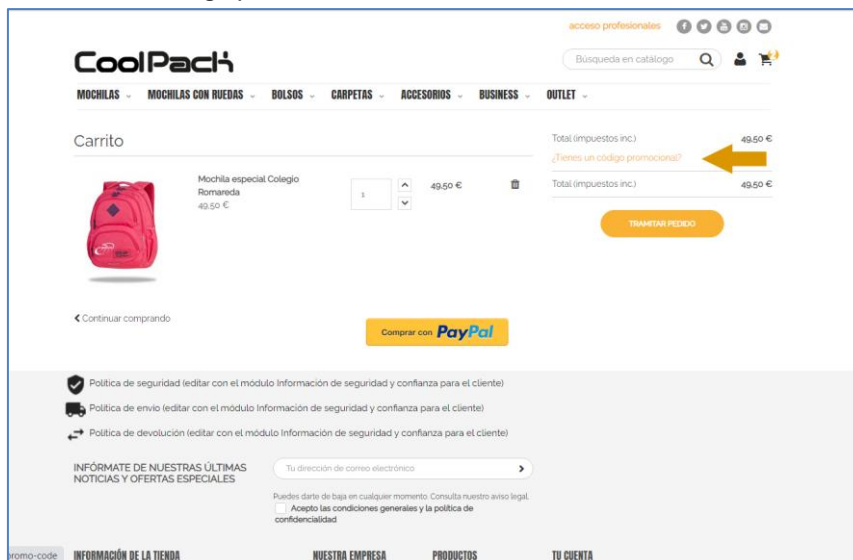 acceso profesionales
CoolPack
Búsqueda en catálogo
MOCHILAS MOCHILAS CON RUEDAS BOLSOS CARPETAS ACCESORIOS BUSINESS OUTLET
Carrito
Mochila especial Colegio
Romareda
49,50 €
1
49,50 €
Total (impuestos inc.) 49,50 €
¿Tienes un código promocional?
Total (impuestos inc.) 49,50 €
TRAMITAR PEDIDO
Continuar comprando
Comprar con PayPal
Política de seguridad (editar con el módulo Información de seguridad y confianza para el cliente)
Política de envío (editar con el módulo Información de seguridad y confianza para el cliente)
Política de devolución (editar con el módulo Información de seguridad y confianza para el cliente)
INFÓRMATE DE NUESTRAS ÚLTIMAS
NOTICIAS Y OFERTAS ESPECIALES
Tu dirección de correo electrónico
Puedes darte de baja en cualquier momento. Consulta nuestro aviso legal.
Acepto las condiciones generales y la política de
confidencialidad
promo-code
INFORMACIÓN DE LA TIENDA NUESTRA EMPRESA PRODUCTOS TU CUENTA